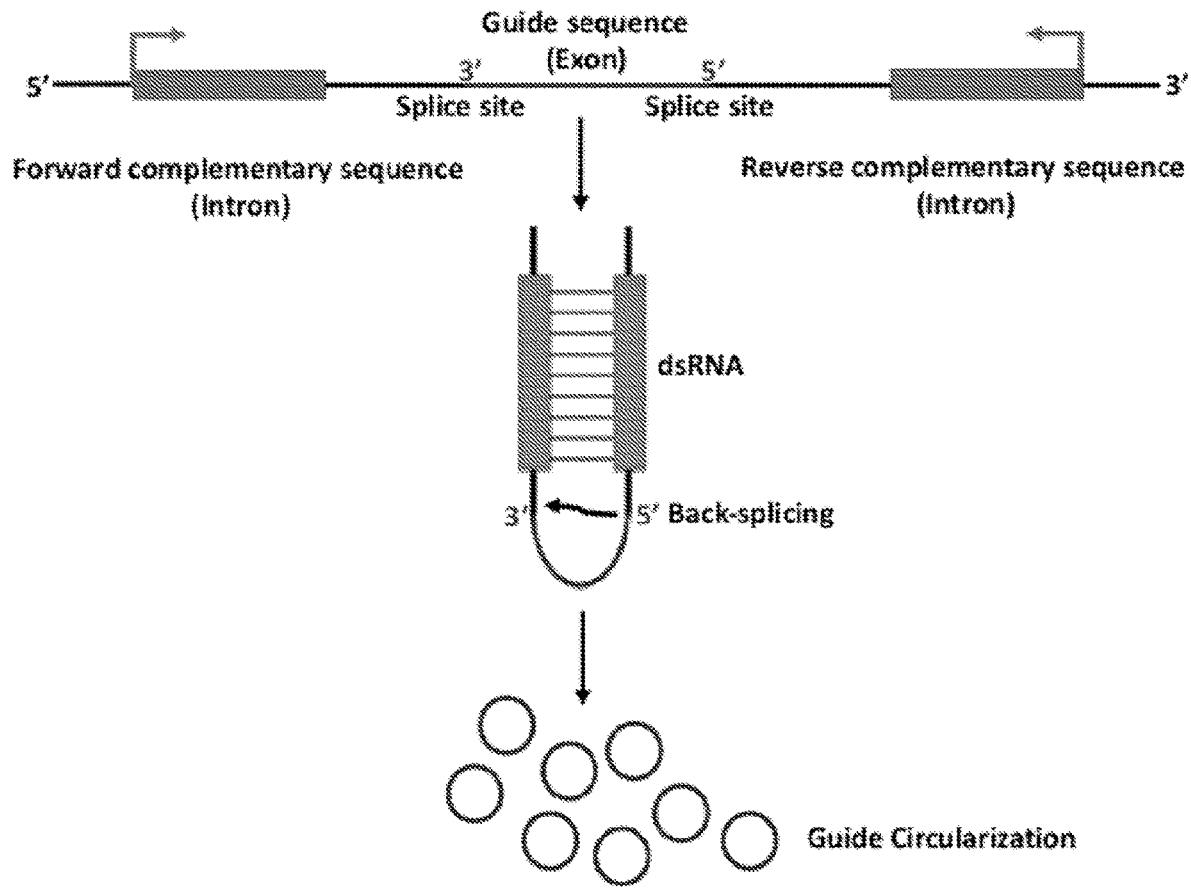 Guide sequence
(Exon)
5’ 3’ 5’ 3’
Splice site Splice site
Forward complementary sequence
(Intron)
Reverse complementary sequence
(Intron)
dsRNA
3’ 5’ Back-splicing
Guide Circularization